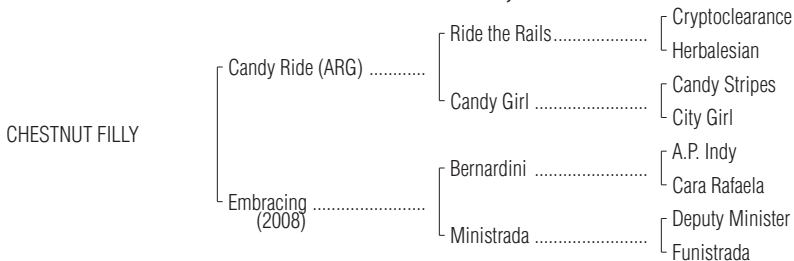 Cryptoclearance
Ride the Rails....................
Herbalesian
Candy Ride (ARG) ............
Candy Stripes
Candy Girl ........................
City Girl
CHESTNUT FILLY
A.P. Indy
Bernardini ........................
Cara Rafaela
Embracing ........................
(2008)
Deputy Minister
Ministrada ........................
Funistrada